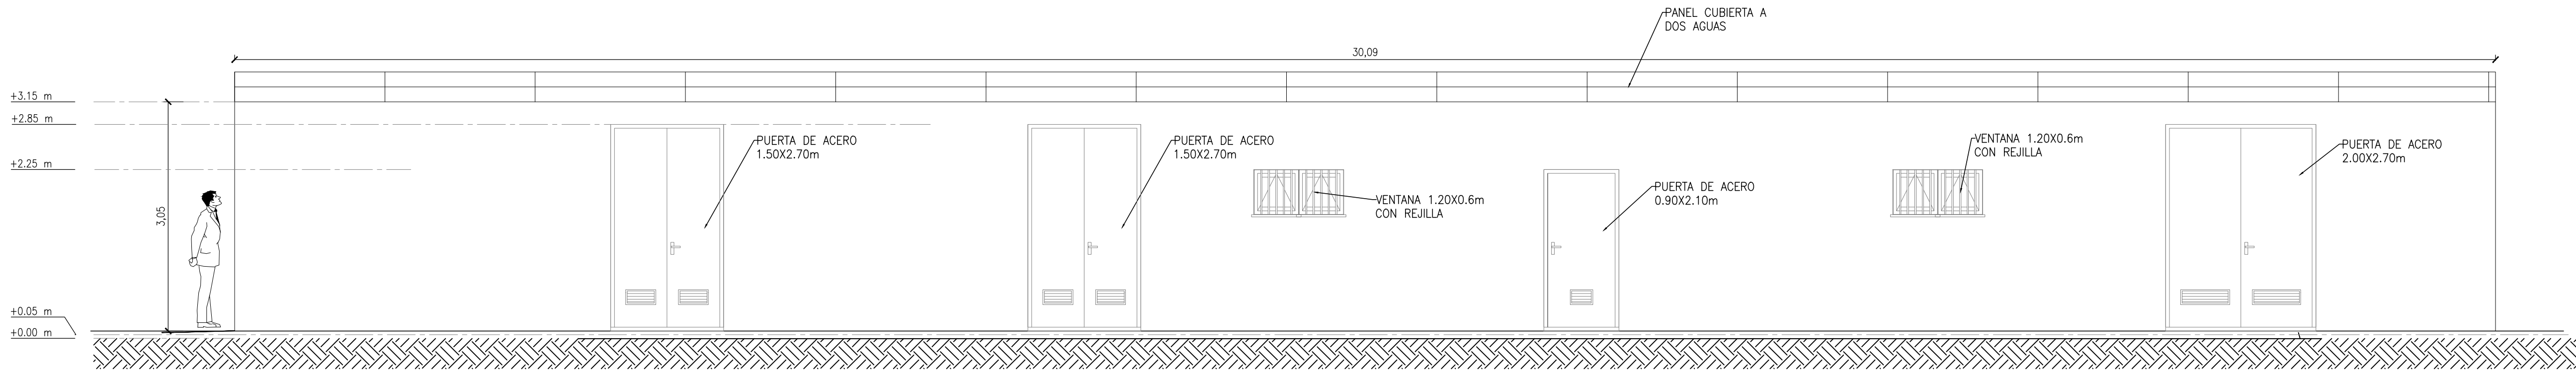 PANEL CUBIERTA A
DOS AGUAS
30,09
+3.15 m
+2.85 m
+2.25 m
3,05
+0.05 m
+0.00 m
PUERTA DE ACERO
1.50X2.70m
PUERTA DE ACERO
1.50X2.70m
VENTANA 1.20X0.6m
CON REJILLA
PUERTA DE ACERO
0.90X2.10m
VENTANA 1.20X0.6m
CON REJILLA
PUERTA DE ACERO
2.00X2.70m